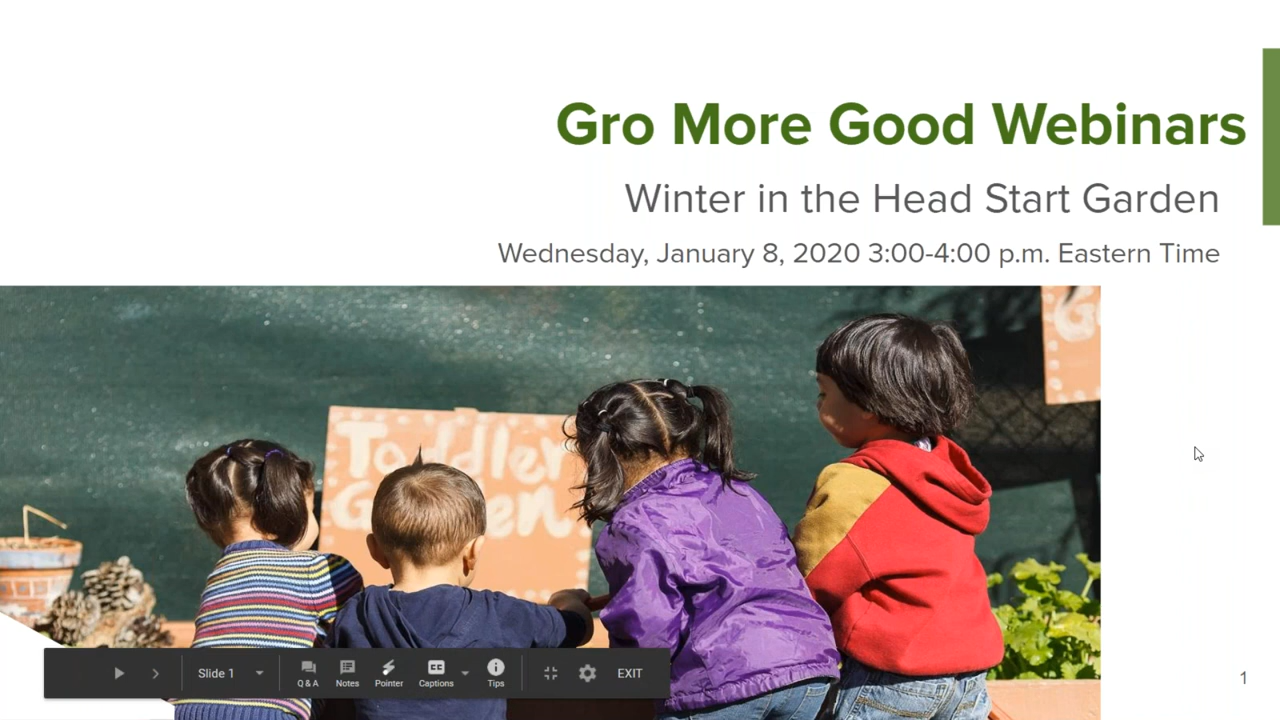 Gro More Good Webinars
Winter in the Head Start Garden
Wednesday, January 8, 2020 3:00-4:00 p.m. Eastern Time
Toddler
Garden
Slide 1
Q & A
Notes
Pointer
Captions
Tips
EXIT
1